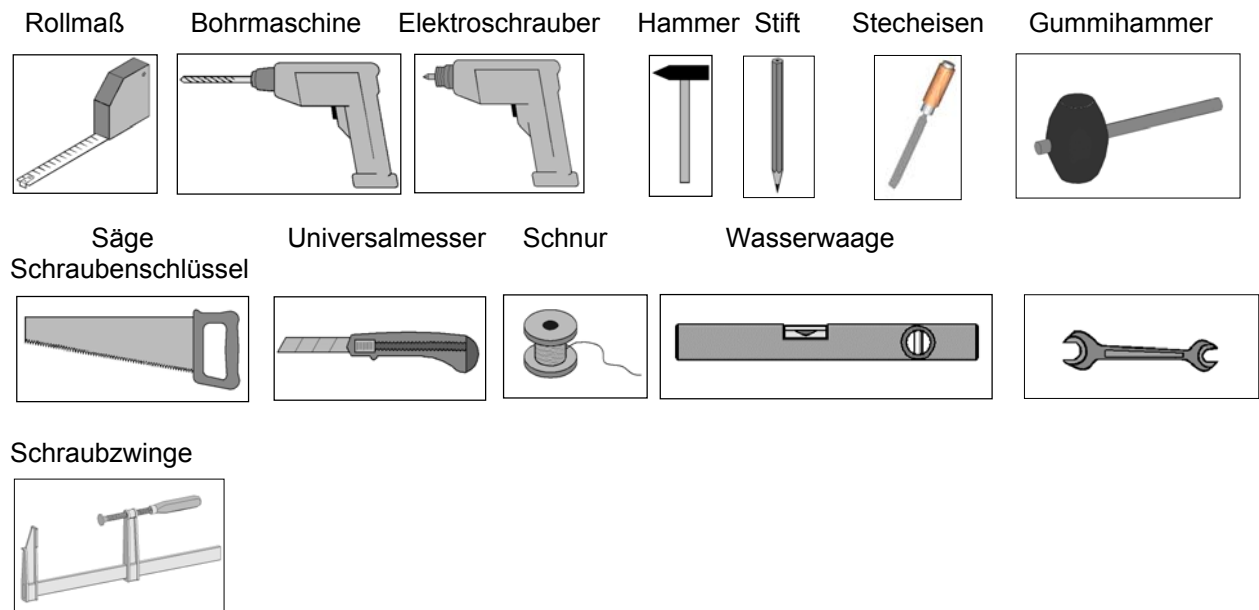 Rollmaß Bohrmaschine Elektroschrauber Hammer Stift Stecheisen Gummihammer
Säge Universalmesser Schnur Wasserwaage
Schraubenschlüssel
Schraubzwinge